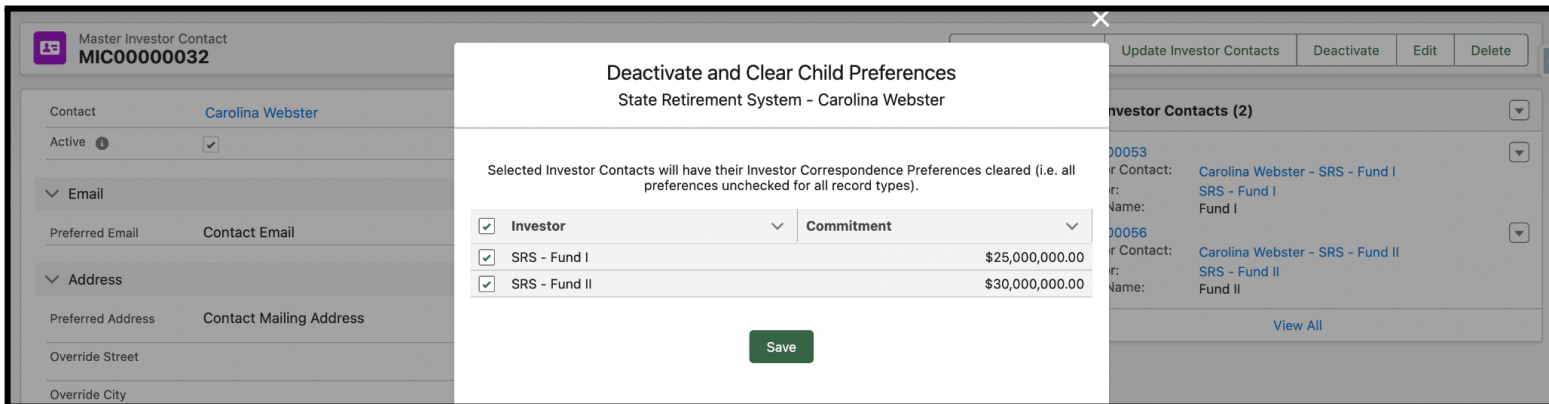 Master Investor Contact
MIC00000032
Update Investor Contacts
Deactivate
Edit
Delete
Contact
Carolina Webster
Active
Email
Preferred Email
Contact Email
Address
Preferred Address
Contact Mailing Address
Override Street
Override City
Deactivate and Clear Child Preferences
State Retirement System - Carolina Webster
Selected Investor Contacts will have their Investor Correspondence Preferences cleared (i.e. all
preferences unchecked for all record types).
Investor Commitment
SRS - Fund I $25,000,000.00
SRS - Fund II $30,000,000.00
Save
Contacts (2)
00053
Contact:
Carolina Webster - SRS - Fund I
SRS - Fund I
Fund I
00056
Contact:
Carolina Webster - SRS - Fund II
SRS - Fund II
Fund II
View All